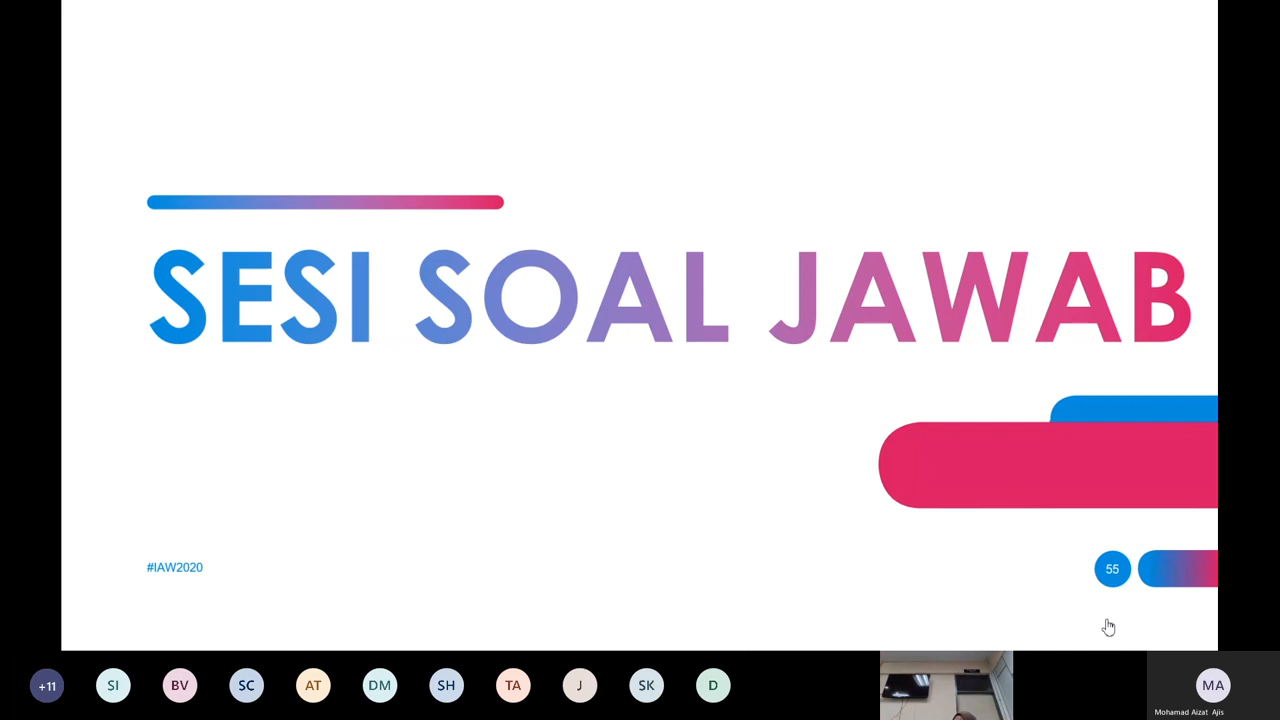 SESI SOAL JAWAB
#IAW2020
55
+11
SI
BV
SC
AT
DM
SH
TA
J
SK
D
MA
Mohamad Aizat Ajis